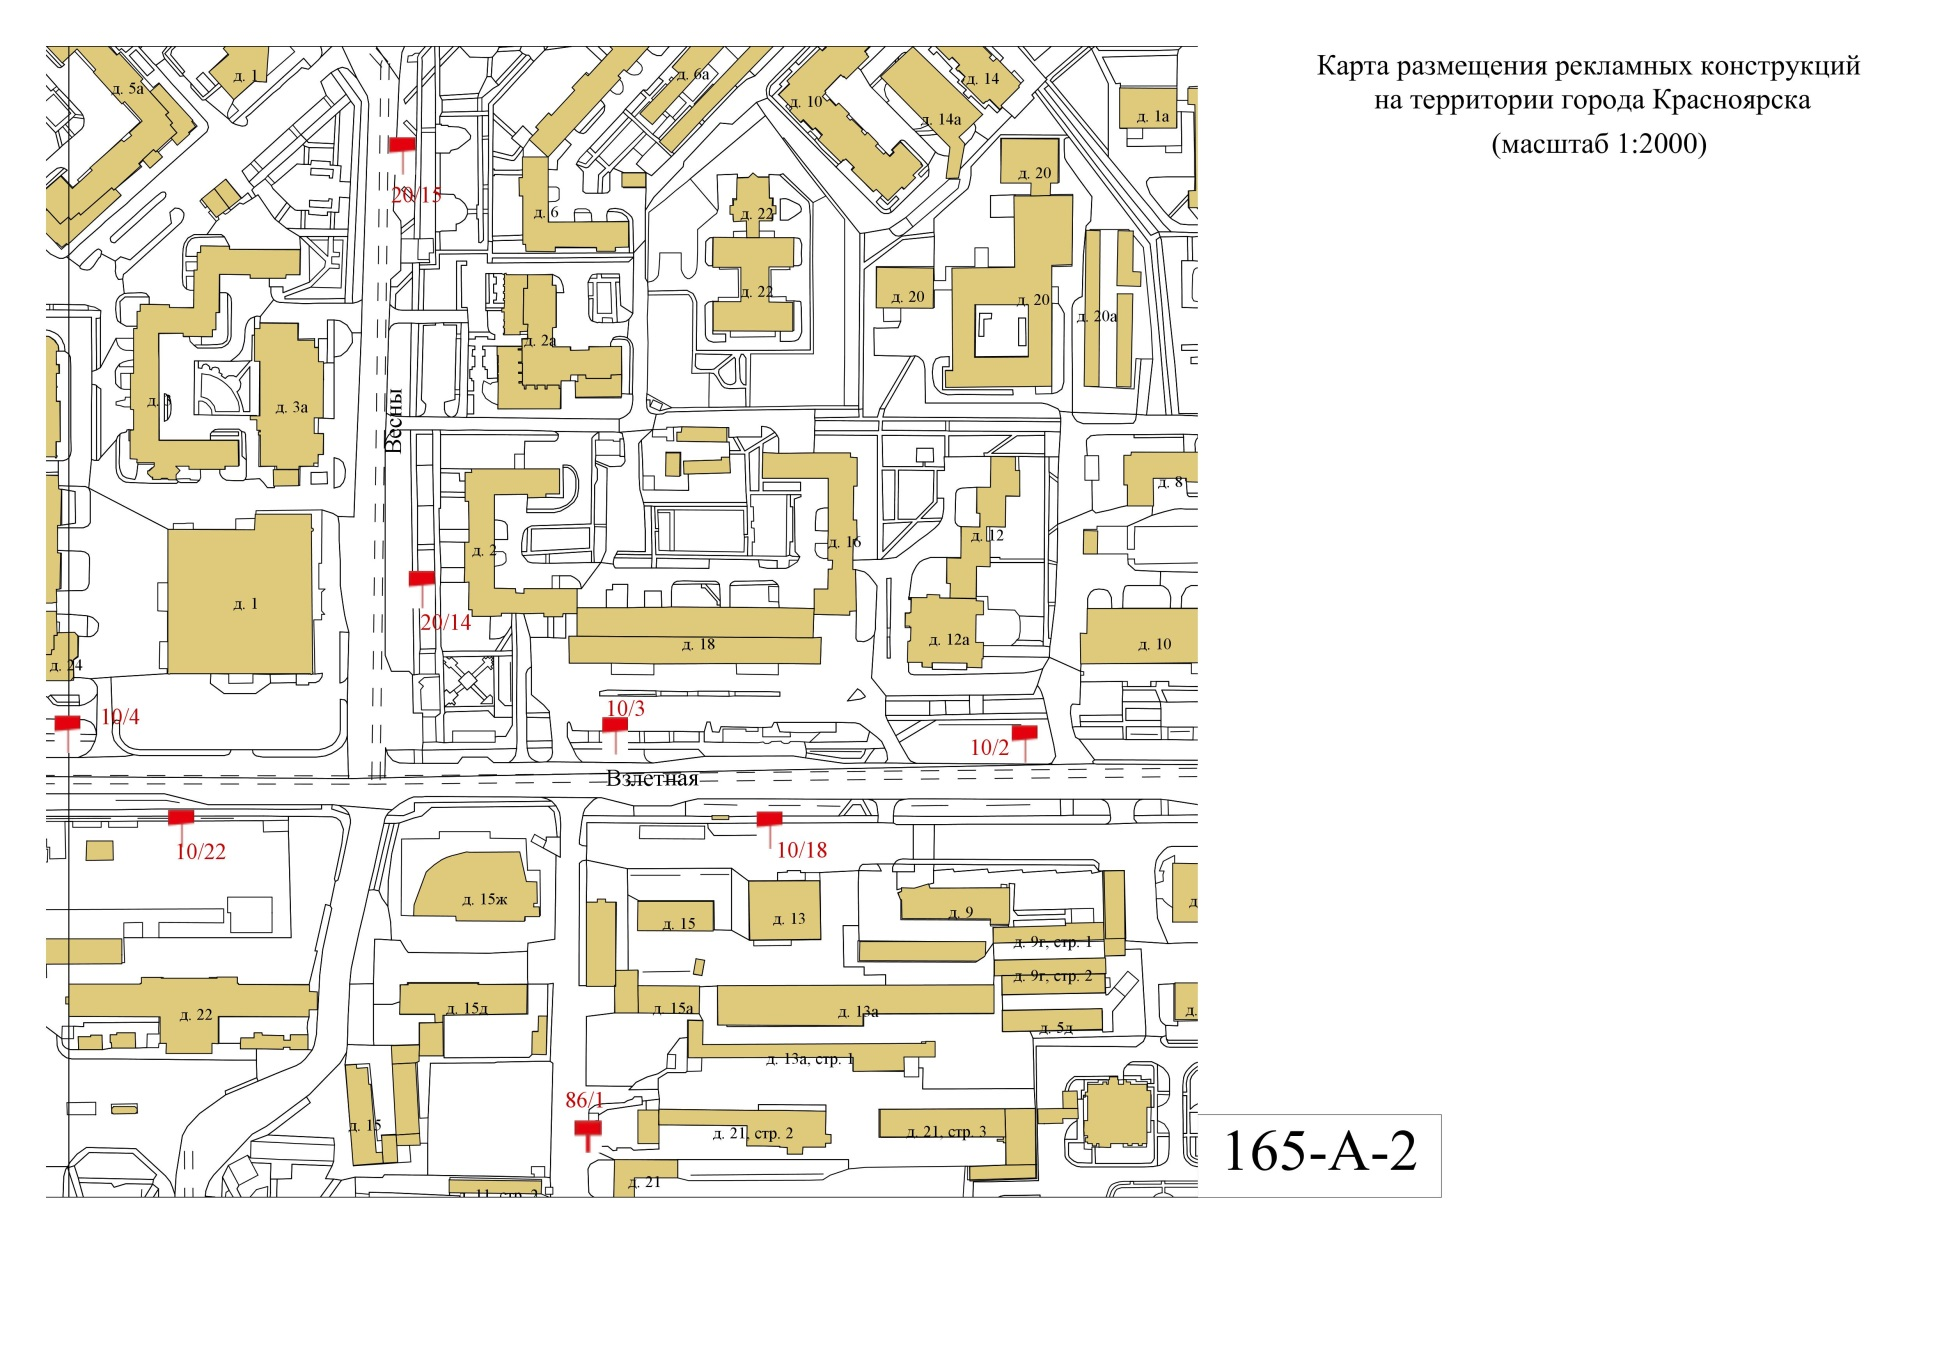 Карта размещения рекламных конструкций
на территории города Красноярска
(масштаб 1:2000)
д. 5а
д. 1
д. 6а
д. 10
д. 14
д. 14а
д. 1а
20/15
д. 6
д. 22
д. 20
д. 22
д. 20
д. 20
д. 20а
д. 2а
д. 3а
Весны
д. 2
д. 16
д. 12
д. 8
д. 1
20/14
д. 18
д. 12а
д. 10
д. 24
10/4
10/3
10/2
Взлетная
10/22
10/18
д. 15ж
д. 15
д. 13
д. 9
д
д. 9г, стр. 1
д. 9г, стр. 2
д. 22
д. 15д
д. 15а
д. 13а
д. 5д
д.
д. 13а, стр. 1
86/1
д. 15
д. 21, стр. 2
д. 21, стр. 3
д. 21
165-А-2